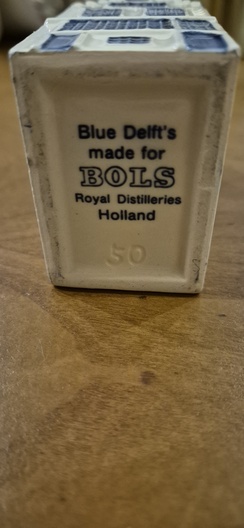 Blue Delft's
made for
BOLS
Royal Distilleries
Holland
50